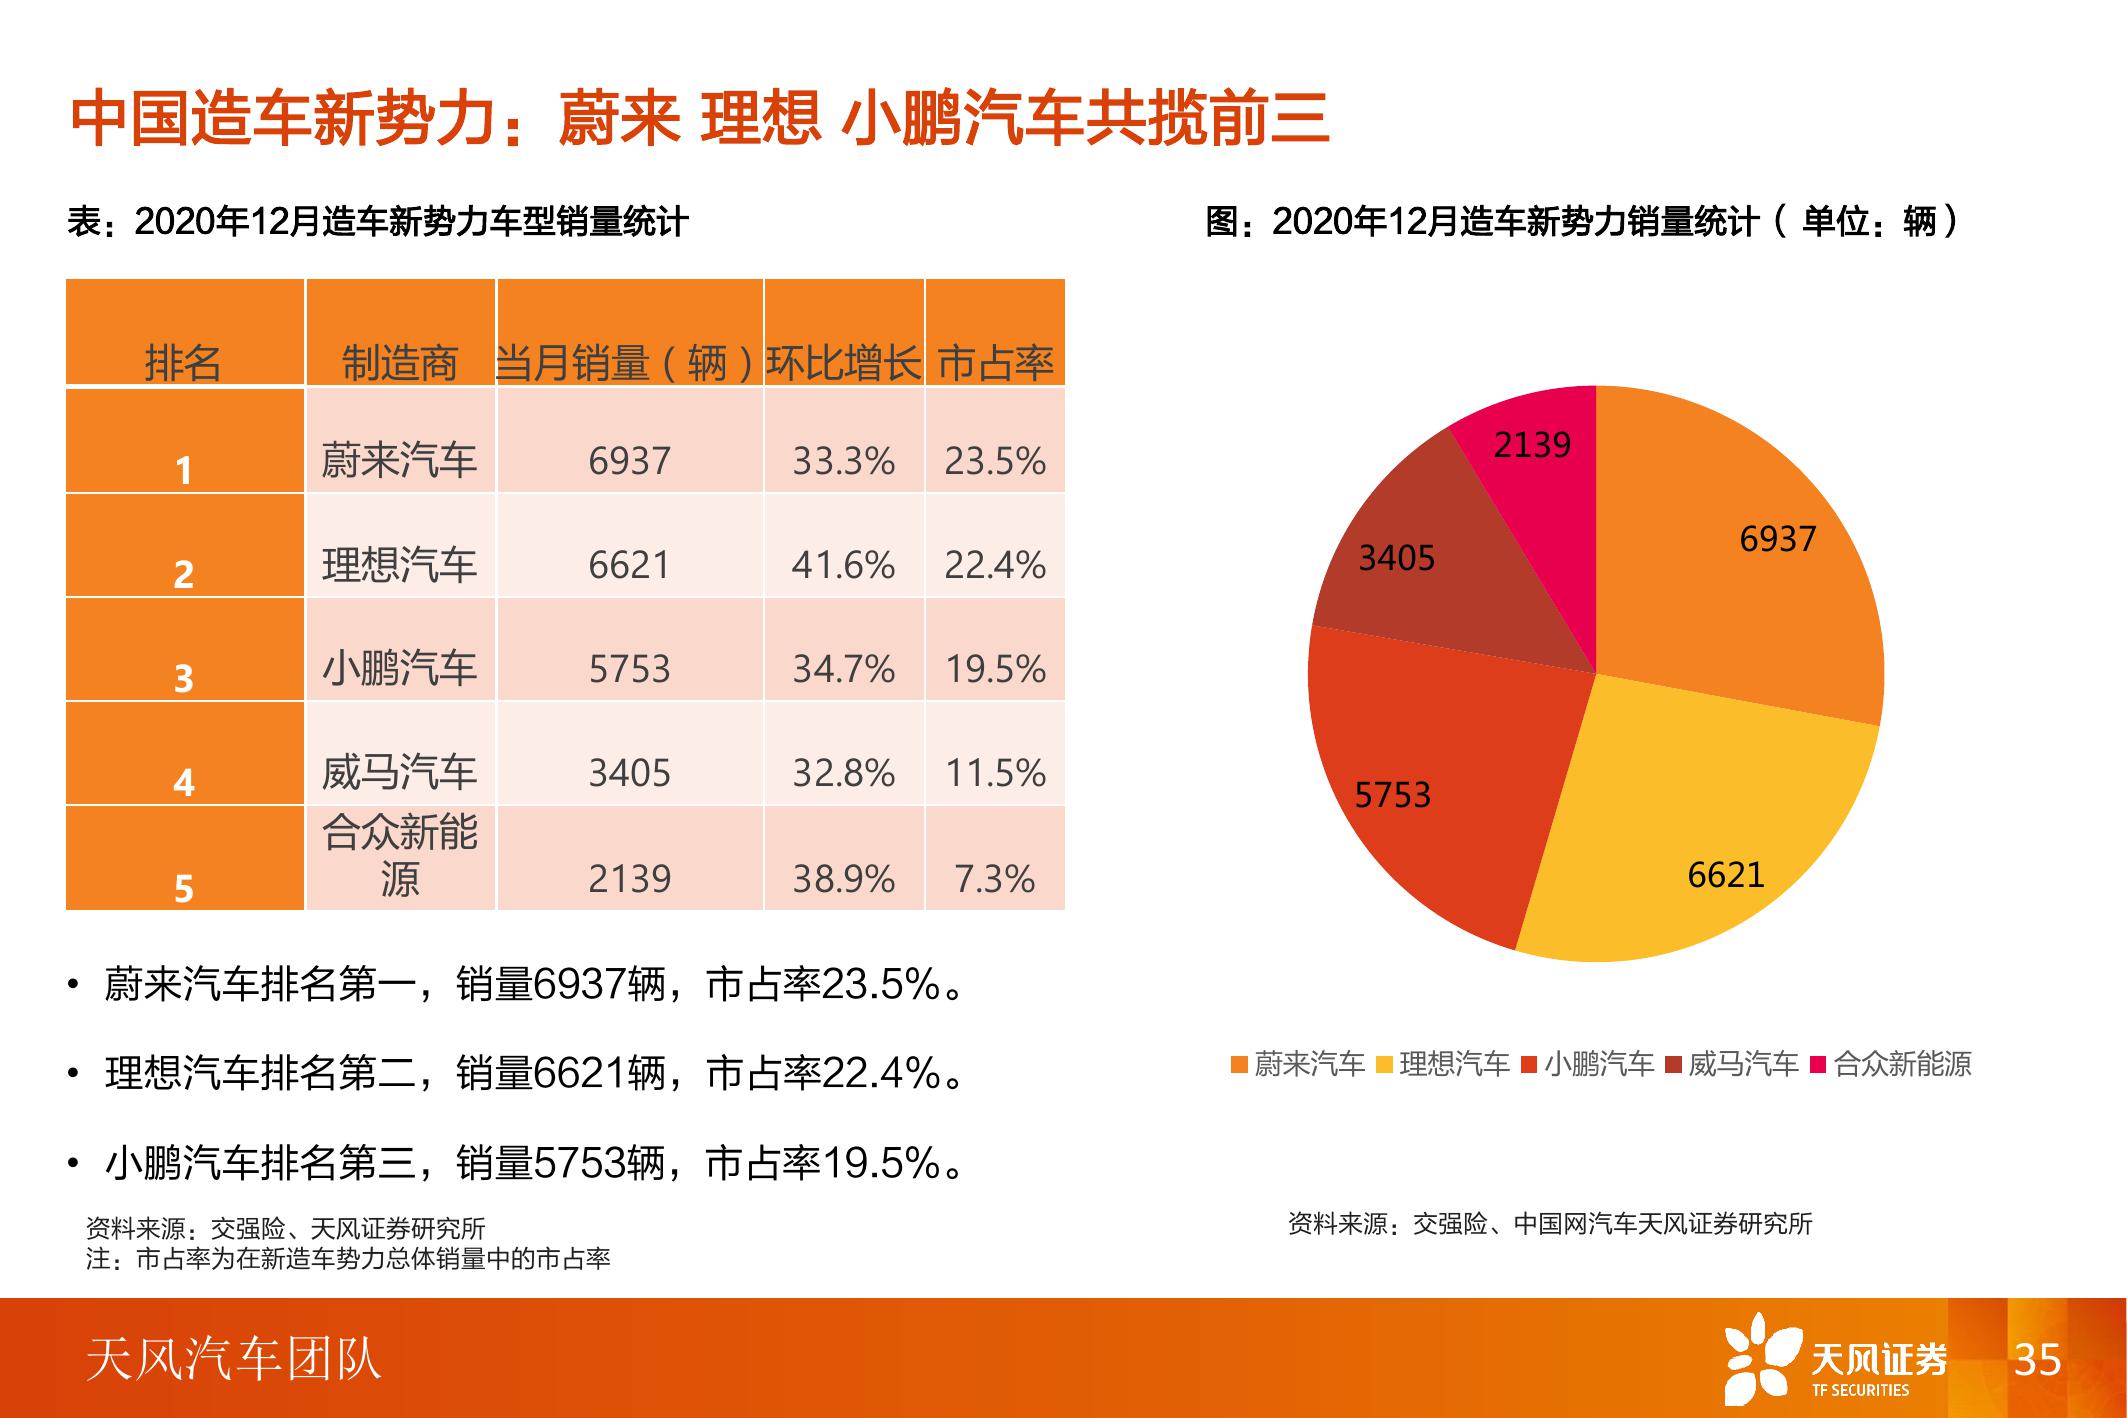 中国造车新势力：蔚来 理想 小鹏汽车共揽前三
表：2020年12月造车新势力车型销量统计
排名 制造商 当月销量（辆） 环比增长 市占率
1 蔚来汽车 6937 33.3% 23.5%
2 理想汽车 6621 41.6% 22.4%
3 小鹏汽车 5753 34.7% 19.5%
4 威马汽车 3405 32.8% 11.5%
合众新能
5 源 2139 38.9% 7.3%
• 蔚来汽车排名第一，销量6937辆，市占率23.5%。
• 理想汽车排名第二，销量6621辆，市占率22.4%。
• 小鹏汽车排名第三，销量5753辆，市占率19.5%。
资料来源：交强险、天风证券研究所
注：市占率为在新造车势力总体销量中的市占率
图：2020年12月造车新势力销量统计（单位：辆）
2139
6937
3405
5753
6621
蔚来汽车 理想汽车 小鹏汽车 威马汽车 合众新能源
资料来源：交强险、中国网汽车天风证券研究所
天风汽车团队
天风证券
TF SECURITIES
35